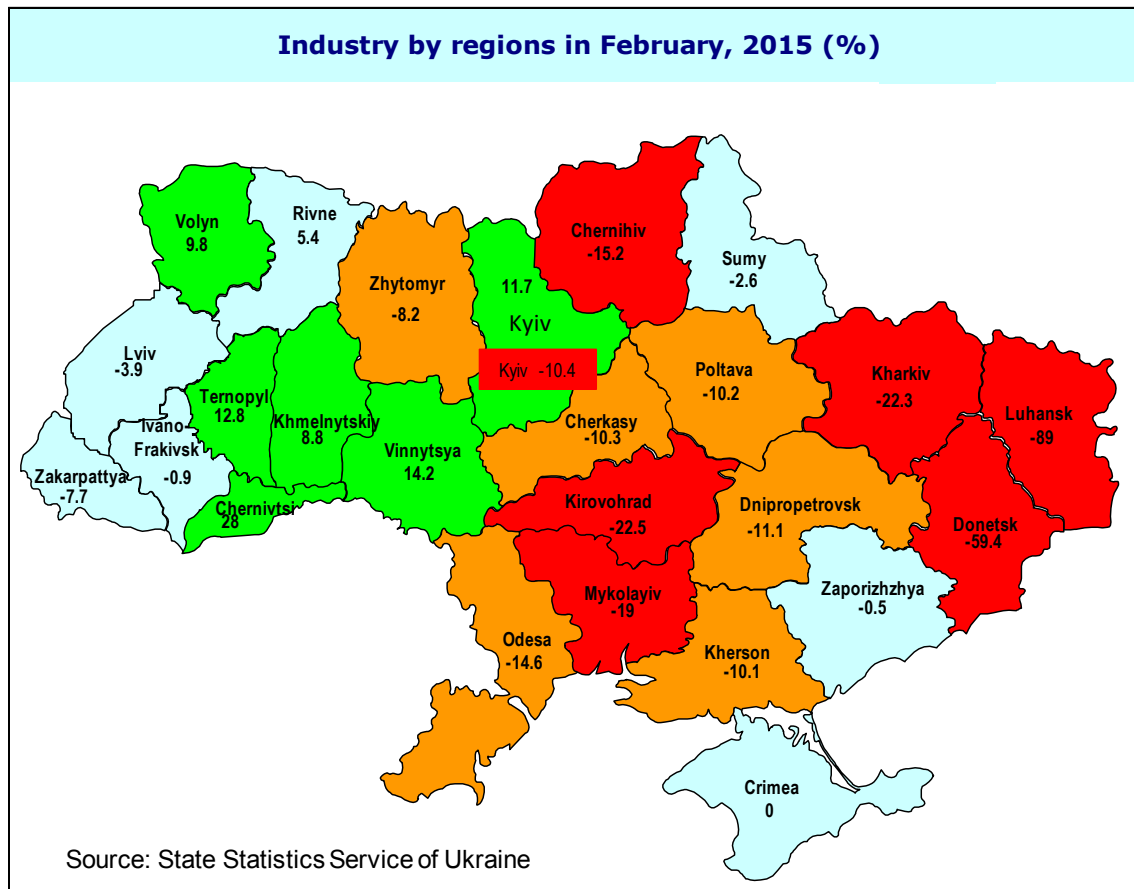 Industry by regions in February, 2015 (%)
Volyn
9.8
Rivne
5.4
Zhytomyr
-8.2
11.7
Kyiv
Kyiv -10.4
Chernihiv
-15.2
Sumy
-2.6
Lviv
-3.9
Ternopyl
12.8
Khmelnytskiy
8.8
Vinnytsya
14.2
Cherkasy
-10.3
Poltava
-10.2
Kharkiv
-22.3
Luhansk
-89
Ivano-
Frakivsk
-0.9
Zakarpattya
-7.7
Chernivtsi
28
Kirovohrad
-22.5
Dnipropetrovsk
-11.1
Donetsk
-59.4
Mykolayiv
-19
Zaporizhzhya
-0.5
Odesa
-14.6
Kherson
-10.1
Crimea
0
Source: State Statistics Service of Ukraine